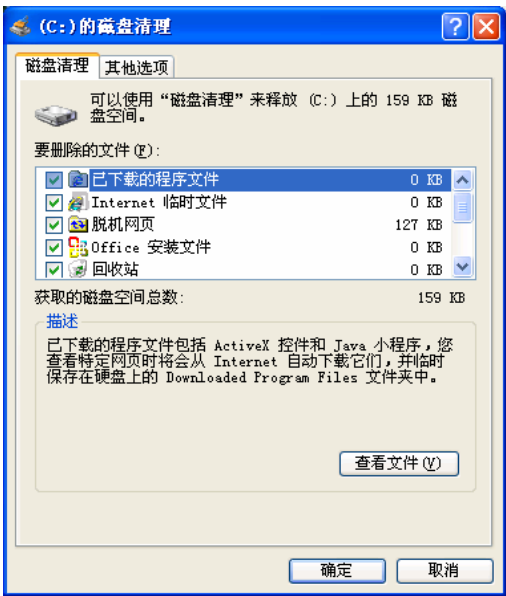 (C:)的磁盘清理
磁盘清理 其他选项
可以使用“磁盘清理”来释放 (C:) 上的 159 KB 磁
盘空间。
要删除的文件(F):
已下载的程序文件 0 KB
Internet 临时文件 0 KB
脱机网页 127 KB
Office 安装文件 0 KB
回收站 0 KB
获取的磁盘空间总数: 159 KB
描述
已下载的程序文件包括 ActiveX 控件和 Java 小程序，您
查看特定网页时将会从 Internet 自动下载它们，并临时
保存在硬盘上的 Downloaded Program Files 文件夹中。
查看文件(V)
确定 取消